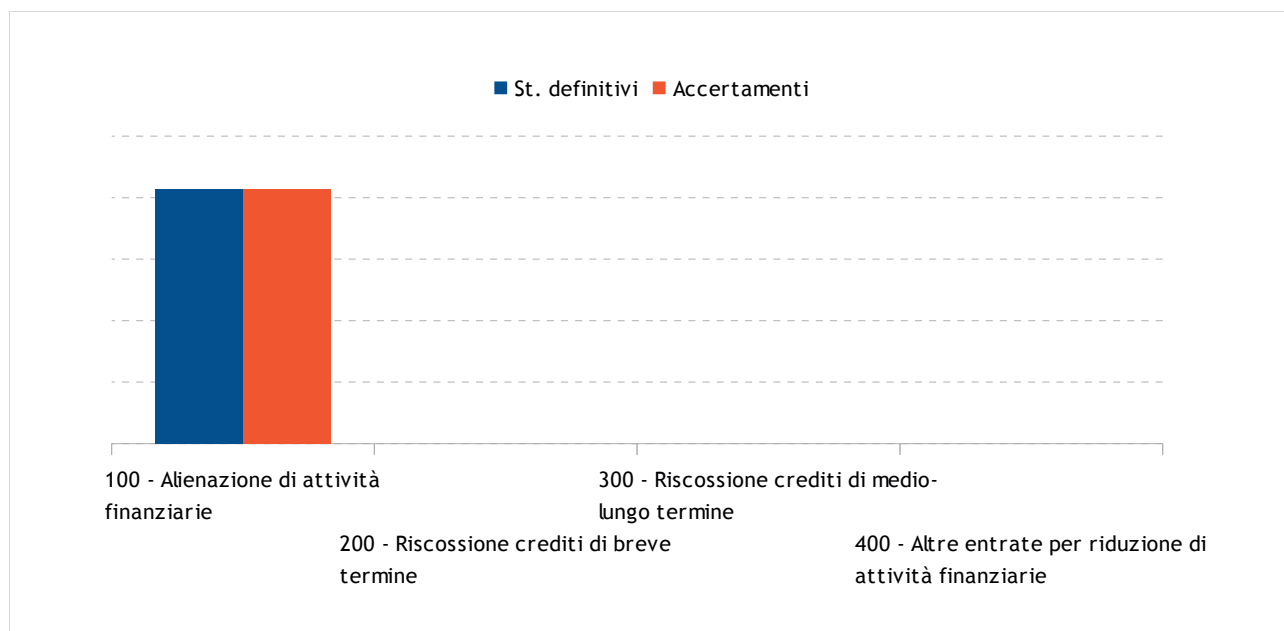 St. definitivi Accertamenti
100 - Alienazione di attività
finanziarie
200 - Riscossione crediti di breve
termine
300 - Riscossione crediti di medio-
lungo termine
400 - Altre entrate per riduzione di
attività finanziarie